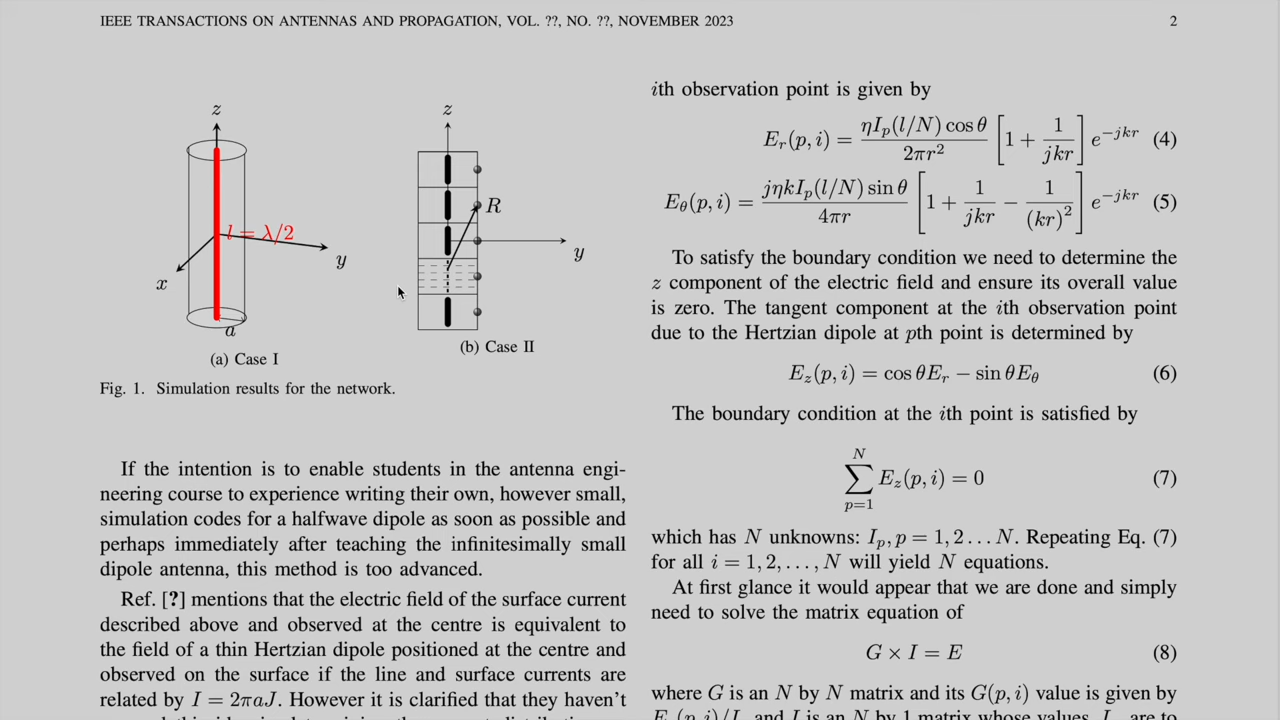 IEEE TRANSACTIONS ON ANTENNAS AND PROPAGATION, VOL. ??, NO. ??, NOVEMBER 2023
2
z
l = λ/2
y
x
a
(a) Case I
z
R
y
(b) Case II
Fig. 1. Simulation results for the network.
If the intention is to enable students in the antenna engi-
neering course to experience writing their own, however small,
simulation codes for a halfwave dipole as soon as possible and
perhaps immediately after teaching the infinitesimally small
dipole antenna, this method is too advanced.
Ref. [?] mentions that the electric field of the surface current
described above and observed at the centre is equivalent to
the field of a thin Hertzian dipole positioned at the centre and
observed on the surface if the line and surface currents are
related by I = 2πaJ. However it is clarified that they haven't
ith observation point is given by
E_r(p, i) = \frac{ηI_p(l/N) cos θ}{2πr^2} [1 + \frac{1}{jkr}] e^{-jkr} (4)
E_θ(p, i) = \frac{jηkI_p(l/N) sin θ}{4πr} [1 + \frac{1}{jkr} − \frac{1}{(kr)^2}] e^{-jkr} (5)
To satisfy the boundary condition we need to determine the
z component of the electric field and ensure its overall value
is zero. The tangent component at the ith observation point
due to the Hertzian dipole at pth point is determined by
E_z(p, i) = cos θE_r − sin θE_θ (6)
The boundary condition at the ith point is satisfied by
\sum_{p=1}^{N} E_z(p, i) = 0 (7)
which has N unknowns: I_p, p = 1, 2 . . . N. Repeating Eq. (7)
for all i = 1, 2, . . . , N will yield N equations.
At first glance it would appear that we are done and simply
need to solve the matrix equation of
G × I = E (8)
where G is an N by N matrix and its G(p, i) value is given by